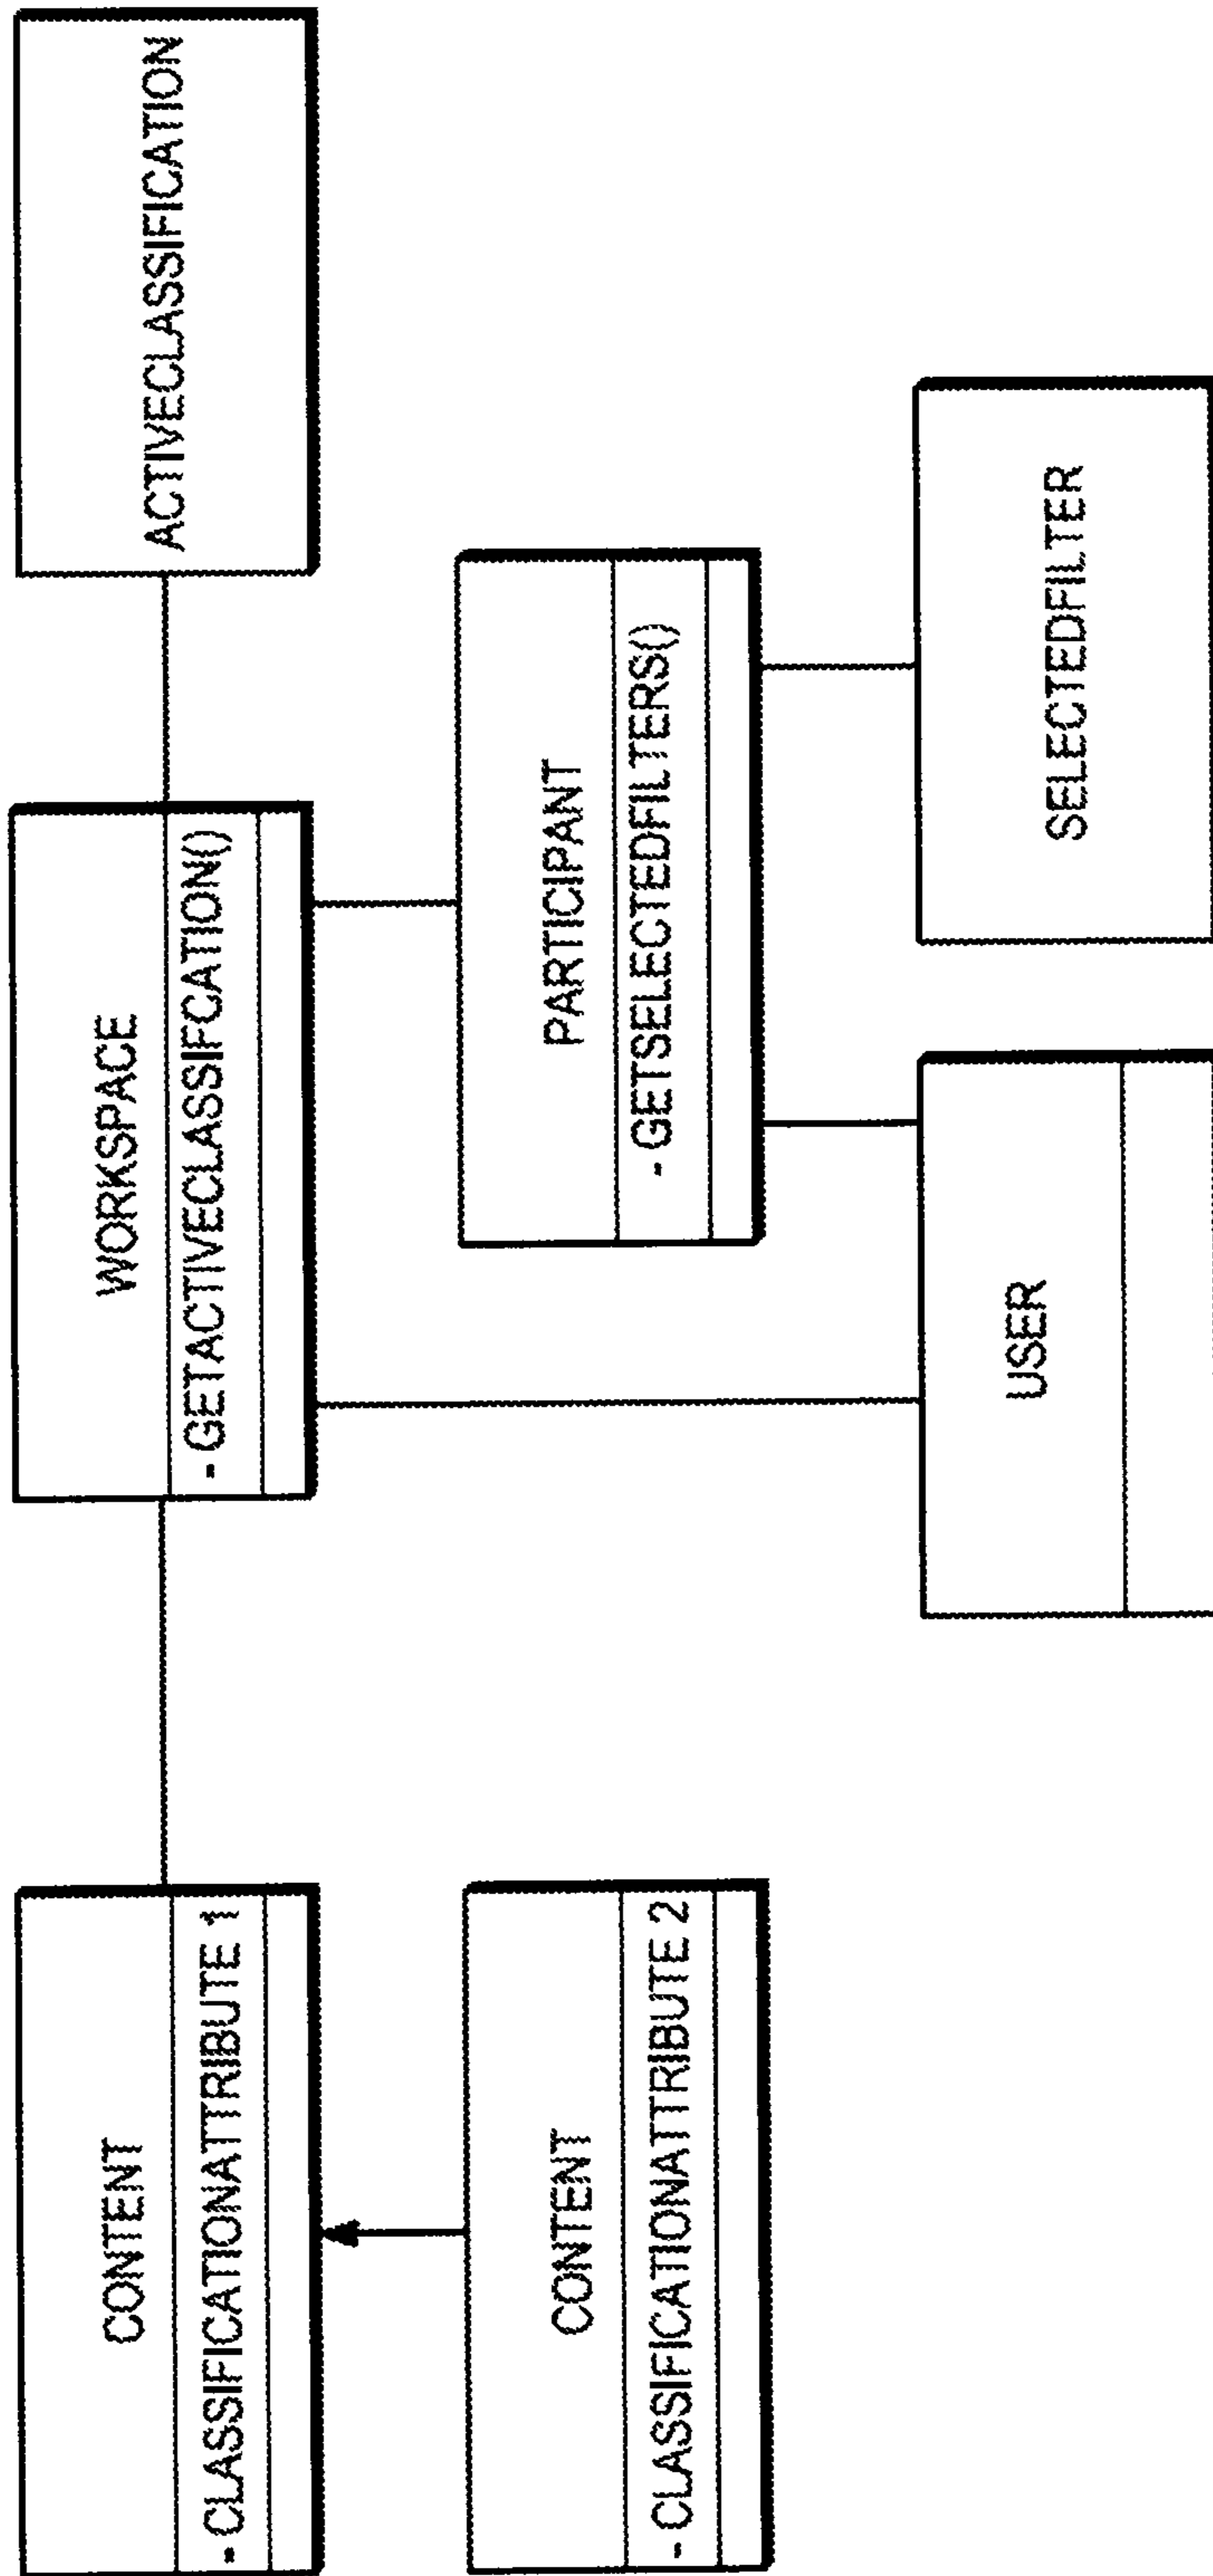 CONTENT
- CLASSIFICATIONATTRIBUTE 1
WORKSPACE
- GETACTIVECLASSIFCATION()
ACTIVECLASSIFICATION
CONTENT
- CLASSIFICATIONATTRIBUTE 2
PARTICIPANT
- GETSELECTEDFILTERS()
USER
SELECTEDFILTER